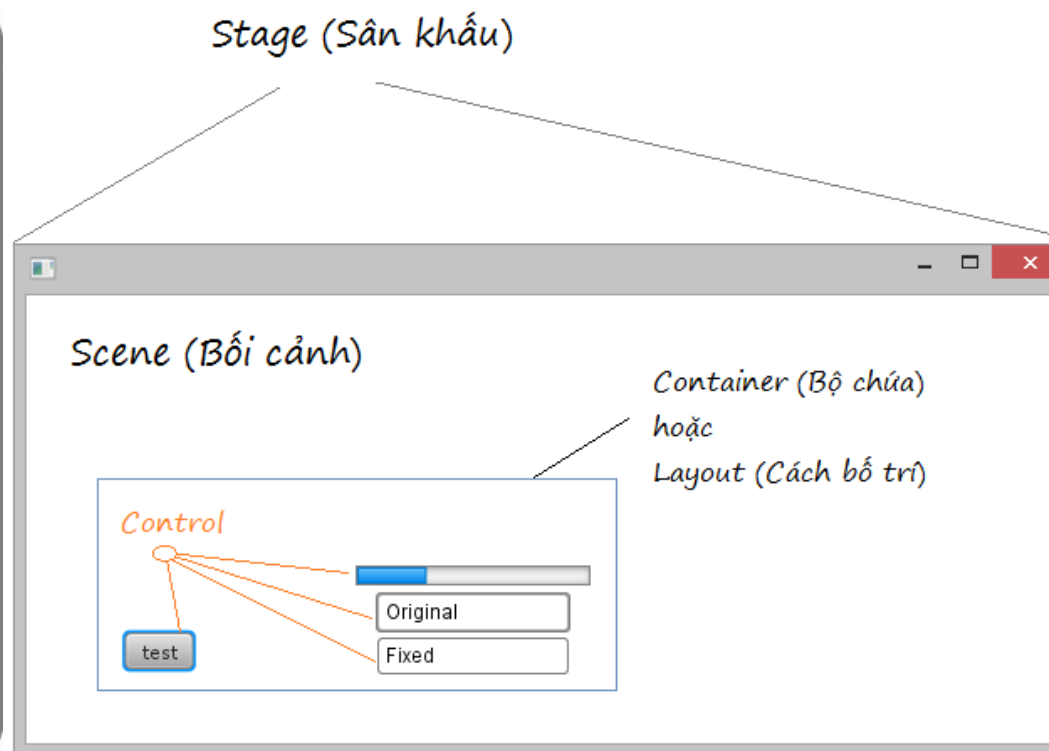 Stage (Sân khấu)
Scene (Bối cảnh)
Container (Bộ chứa)
hoặc
Layout (Cách bố trí)
Control
Original
Fixed
test